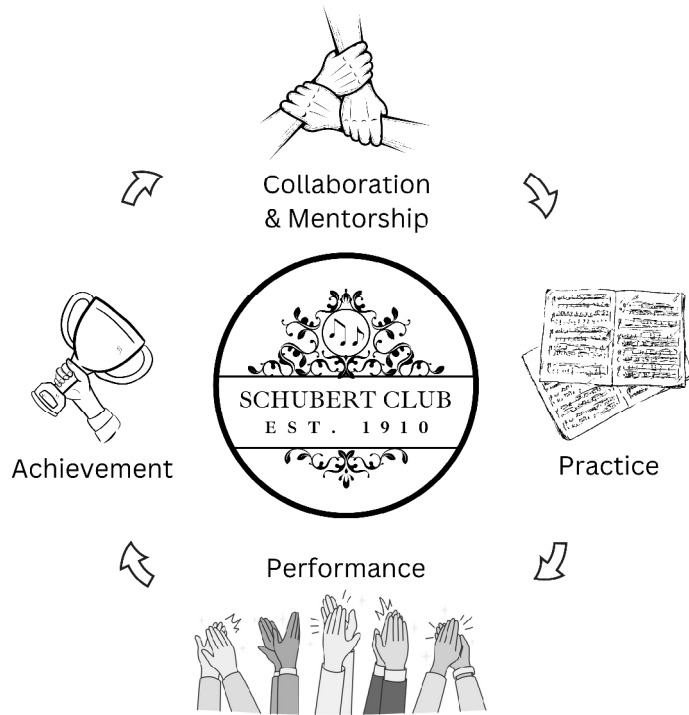 Collaboration
& Mentorship
SCHUBERT CLUB
EST. 1910
Achievement
Practice
Performance